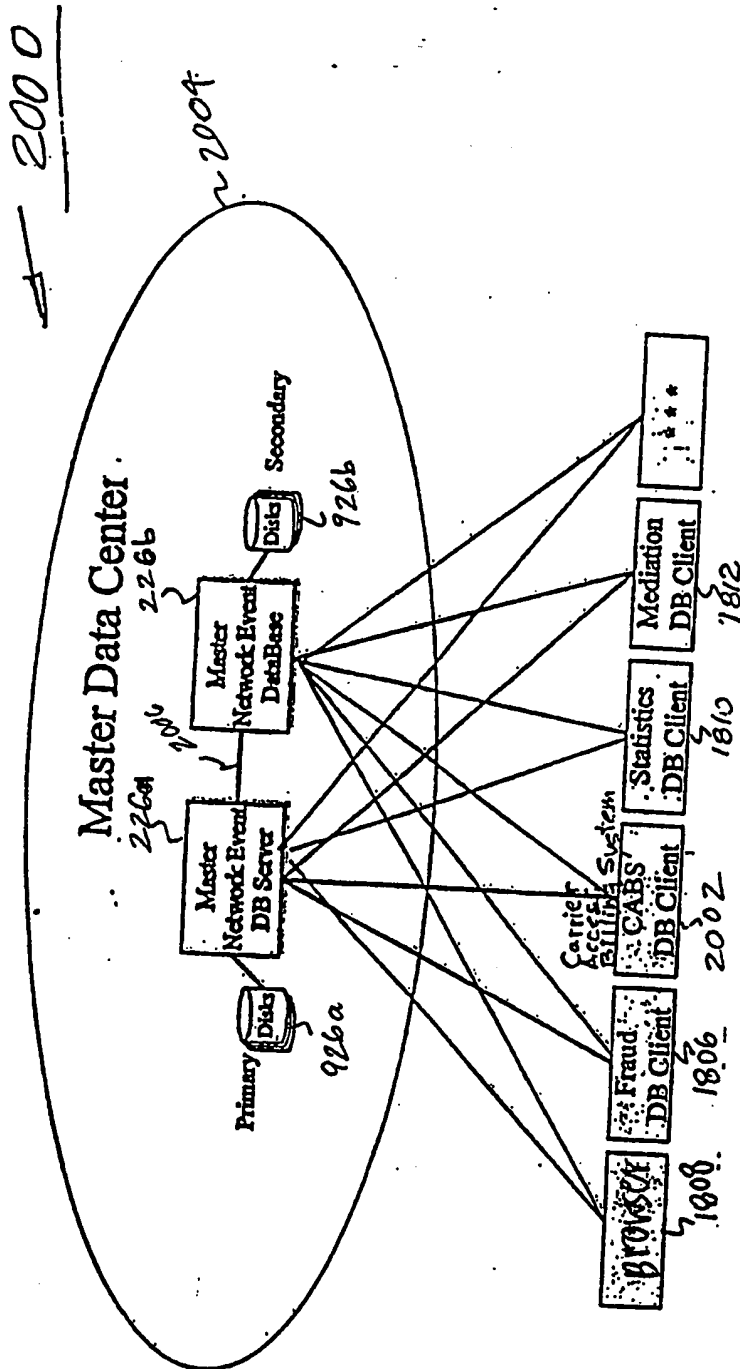 2000
2004
Master Data Center
226a
226b
2006
Master
Network Event
DB Server
Master
Network Event
DataBase
Primary
Disks
926a
Disks
Secondary
926b
Browser
1808
Fraud
DB Client
1806
Carrier
Access
Billing System
CABS
DB Client
2002
Statistics
DB Client
1810
Mediation
DB Client
1812
***